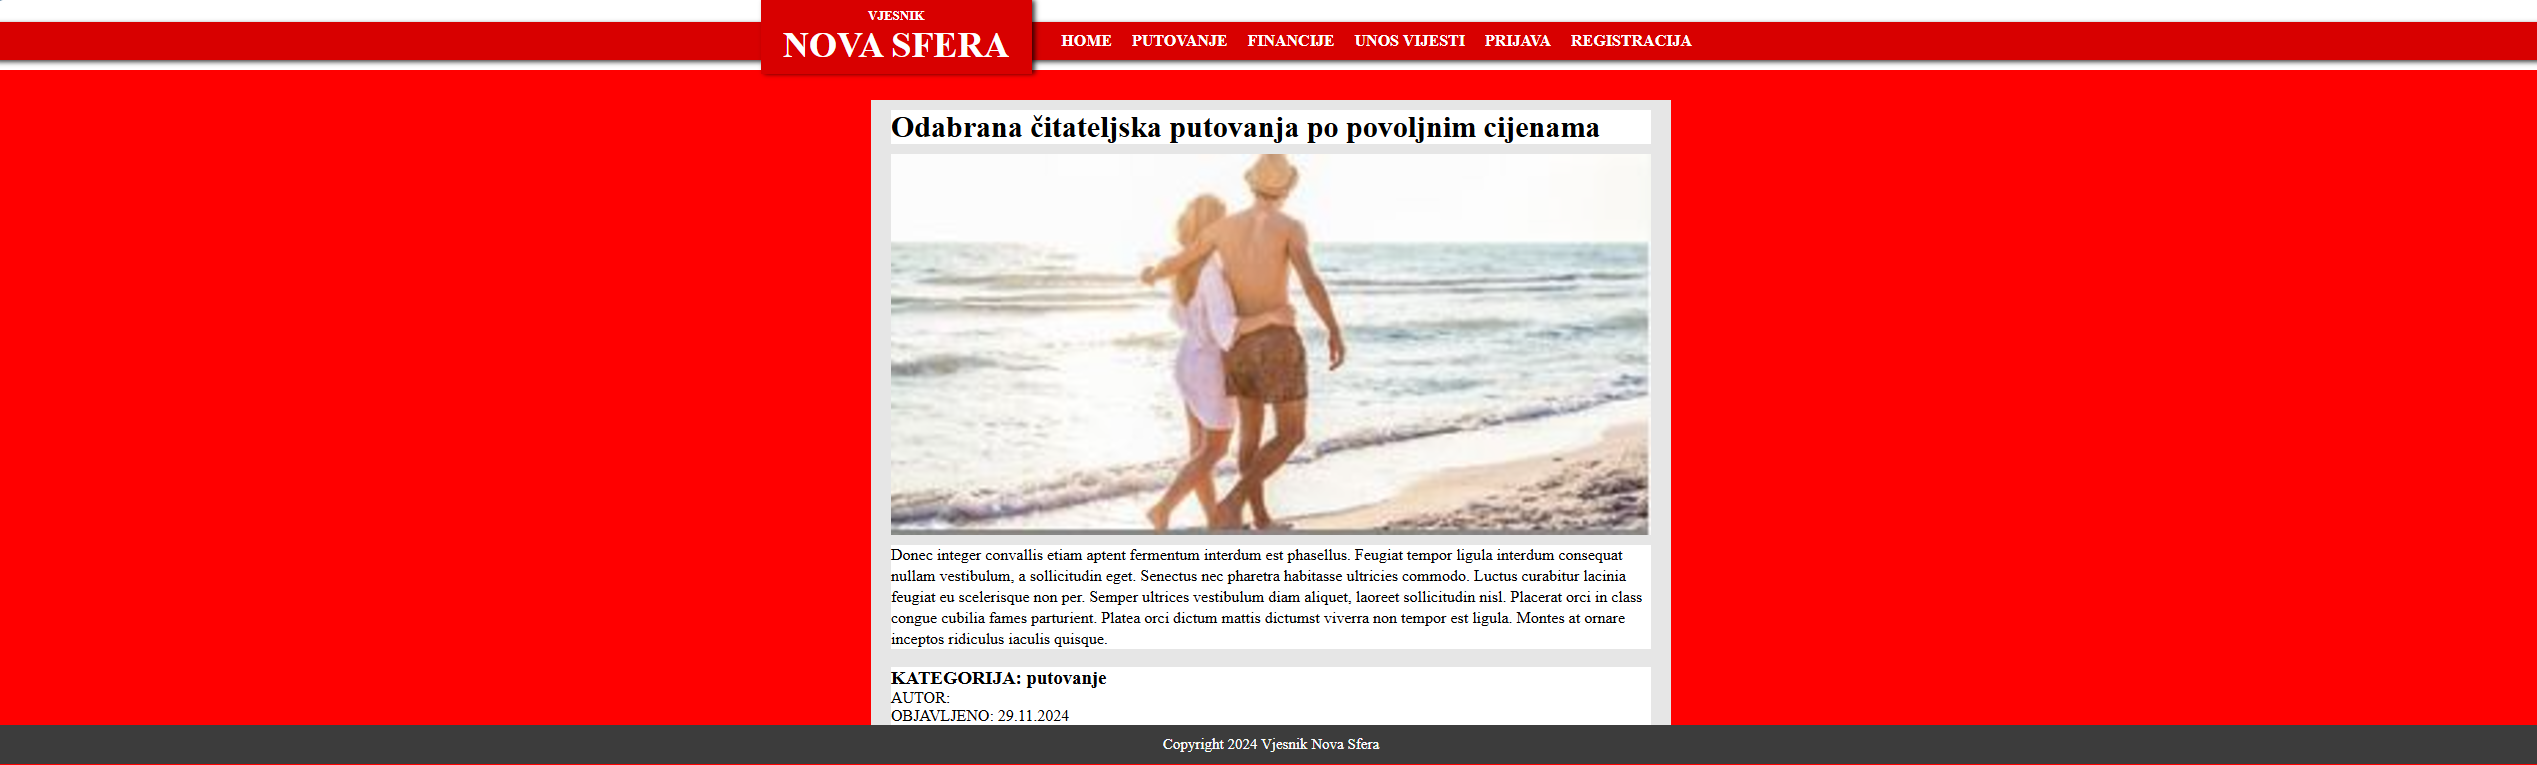 VJESNIK
NOVA SFERA
HOME PUTOVANJE FINANCIJE UNOS VIJESTI PRIJAVA REGISTRACIJA
Odabrana čitateljska putovanja po povoljnim cijenama
Donec integer convallis etiam aptent fermentum interdum est phasellus. Feugiat tempor ligula interdum consequat
nullam vestibulum, a sollicitudin eget. Senectus nec pharetra habitasse ultricies commodo. Luctus curabitur lacinia
feugiat eu scelerisque non per. Semper ultrices vestibulum diam aliquet, laoreet sollicitudin nisl. Placerat orci in class
congue cubilia fames parturient. Platea orci dictum mattis dictumst viverra non tempor est ligula. Montes at ornare
inceptos ridiculus iaculis quisque.
KATEGORIJA: putovanje
AUTOR:
OBJAVLJENO: 29.11.2024
Copyright 2024 Vjesnik Nova Sfera